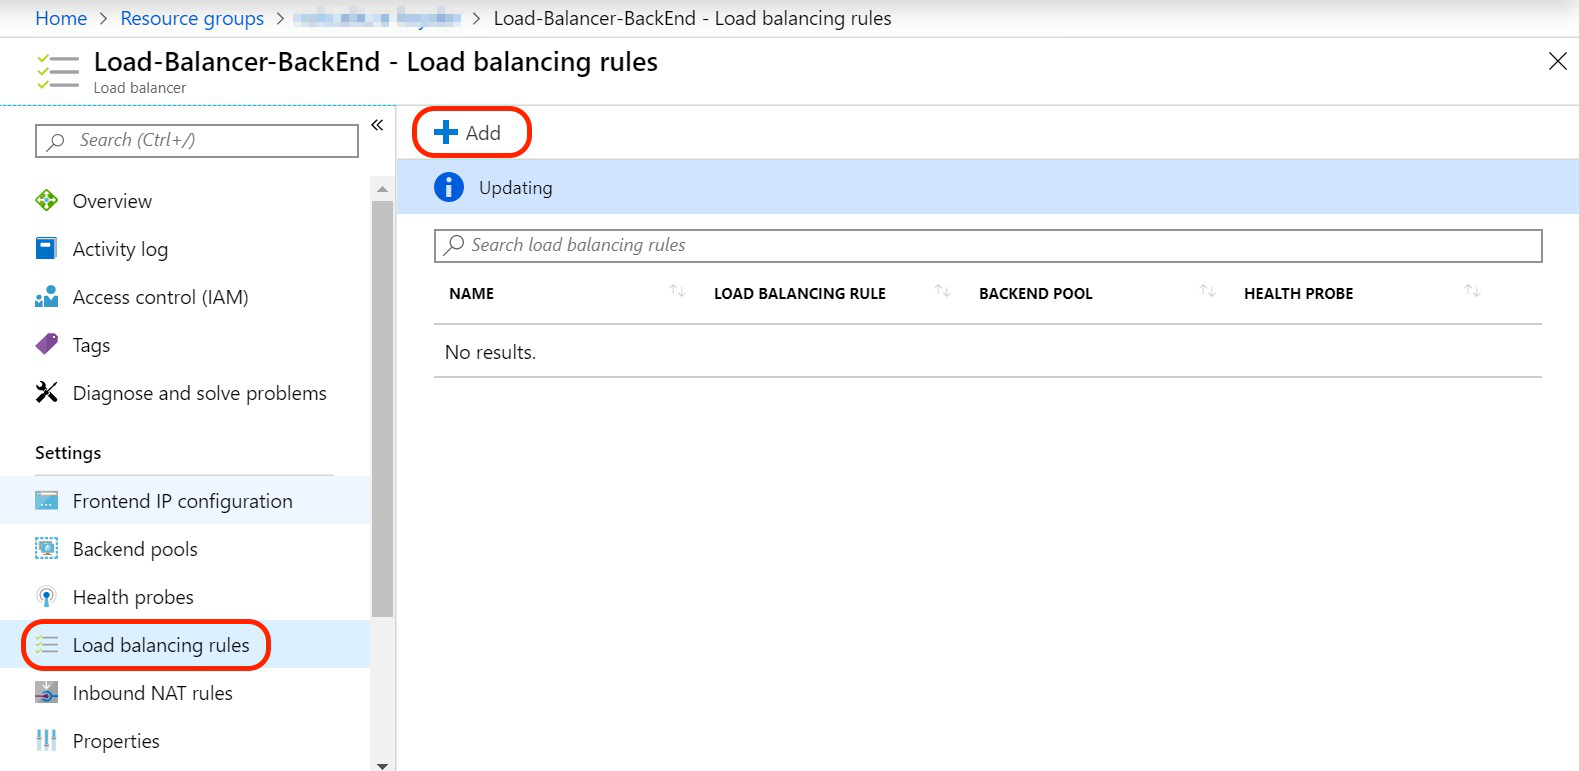 Home > Resource groups > > Load-Balancer-BackEnd - Load balancing rules
Load-Balancer-BackEnd - Load balancing rules
Load balancer
Search (Ctrl+/)
Overview
Activity log
Access control (IAM)
Tags
Diagnose and solve problems
Settings
Frontend IP configuration
Backend pools
Health probes
Load balancing rules
Inbound NAT rules
Properties
Add
Updating
Search load balancing rules
NAME LOAD BALANCING RULE BACKEND POOL HEALTH PROBE
No results.